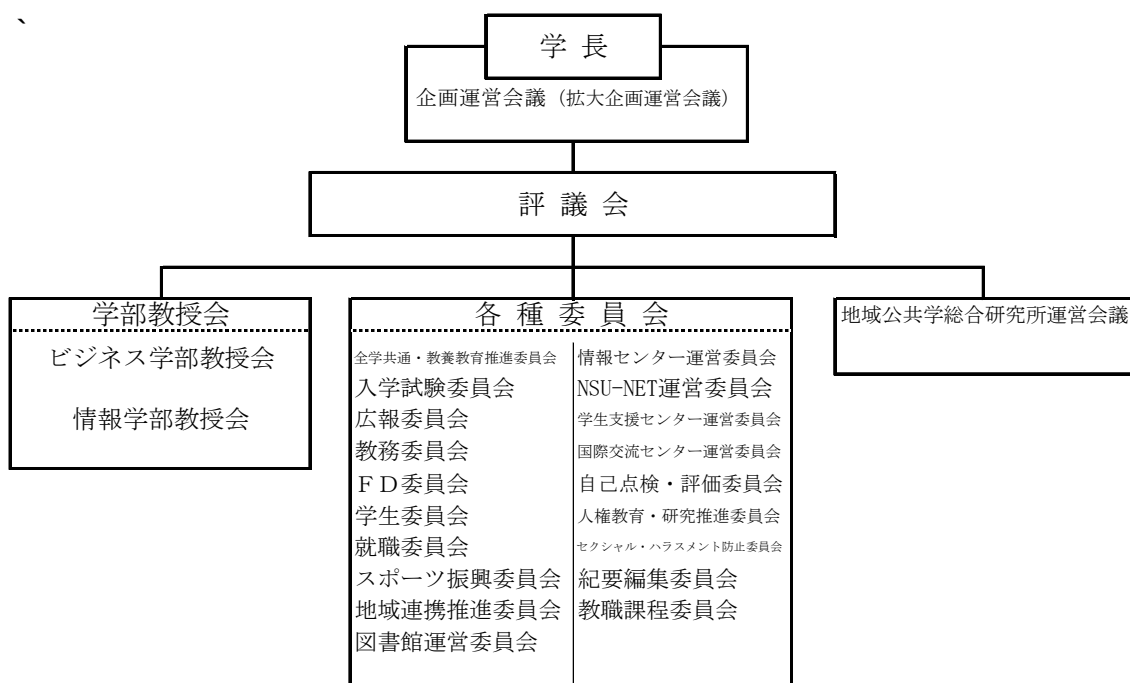 、
学 長
企画運営会議（拡大企画運営会議）
評 議 会
学部教授会
ビジネス学部教授会
情報学部教授会
各 種 委 員 会
全学共通・教養教育推進委員会
入学試験委員会
広報委員会
教務委員会
ＦＤ委員会
学生委員会
就職委員会
スポーツ振興委員会
地域連携推進委員会
図書館運営委員会
情報センター運営委員会
NSU-NET運営委員会
学生支援センター運営委員会
国際交流センター運営委員会
自己点検・評価委員会
人権教育・研究推進委員会
セクシャル・ハラスメント防止委員会
紀要編集委員会
教職課程委員会
地域公共学総合研究所運営会議